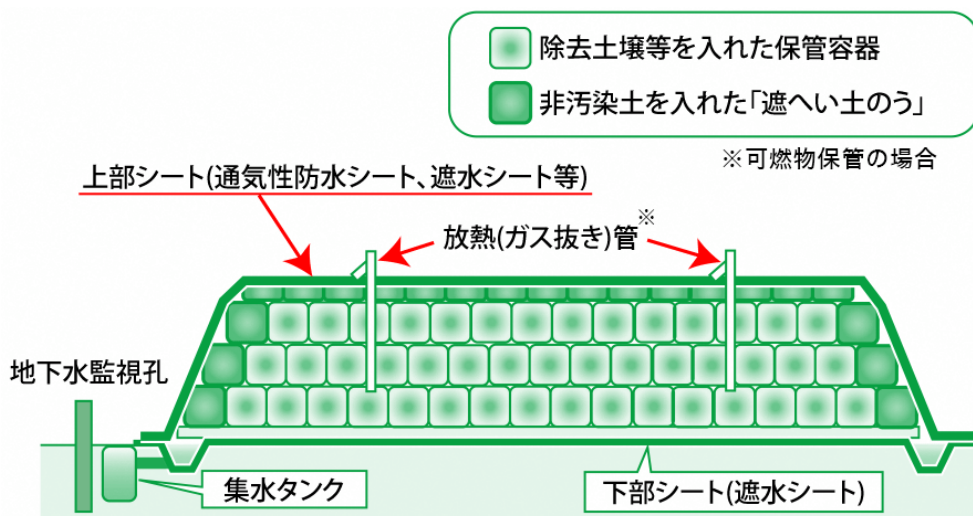 除去土壌等を入れた保管容器
非汚染土を入れた｢遮へい土のう｣
※可燃物保管の場合
上部シート(通気性防水シート、遮水シート等)
放熱(ガス抜き)管※
地下水監視孔
集水タンク
下部シート(遮水シート)